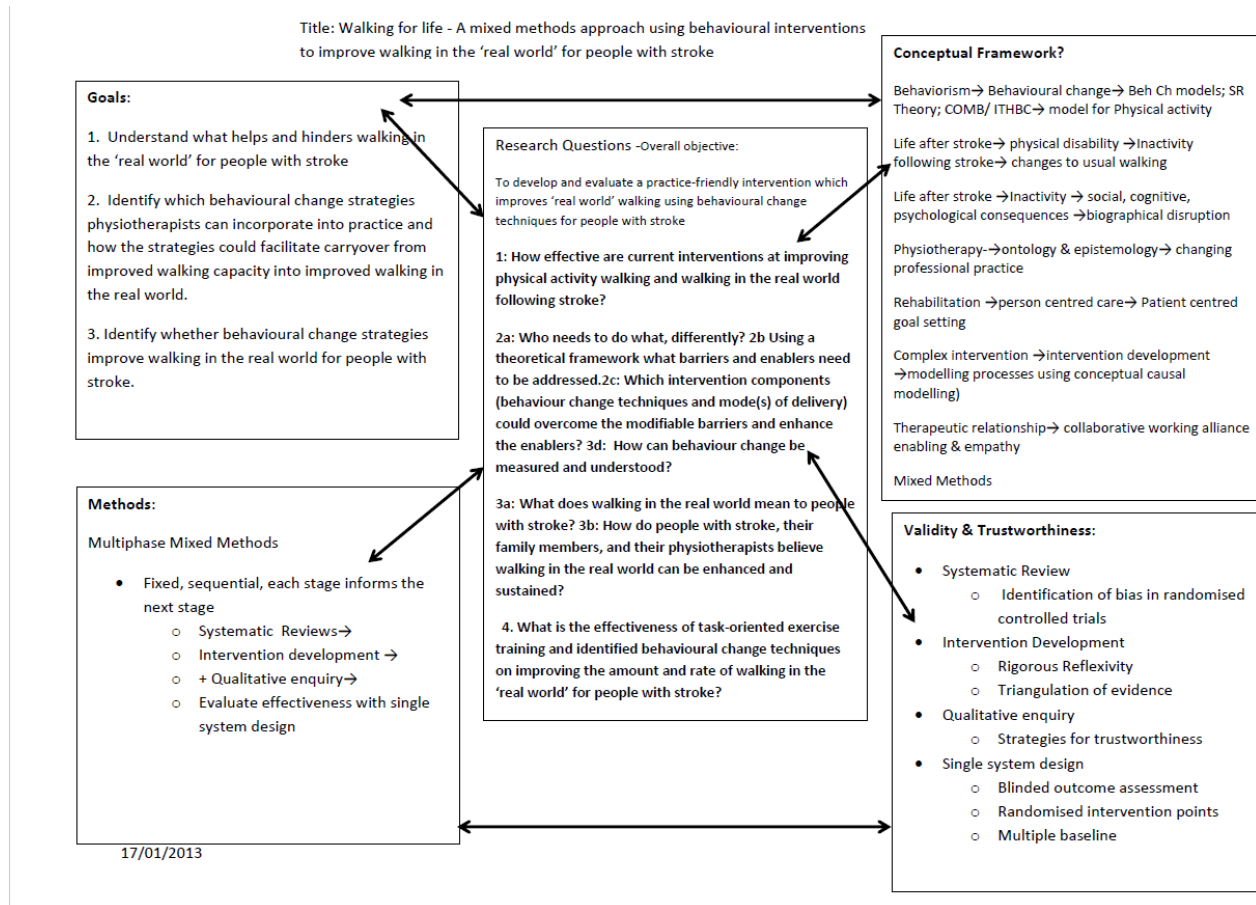 Title: Walking for life - A mixed methods approach using behavioural interventions
to improve walking in the ‘real world’ for people with stroke
Goals:
1. Understand what helps and hinders walking in
the ‘real world’ for people with stroke
2. Identify which behavioural change strategies
physiotherapists can incorporate into practice and
how the strategies could facilitate carryover from
improved walking capacity into improved walking in
the real world.
3. Identify whether behavioural change strategies
improve walking in the real world for people with
stroke.
Research Questions -Overall objective:
To develop and evaluate a practice-friendly intervention which
improves ‘real world’ walking using behavioural change
techniques for people with stroke
1: How effective are current interventions at improving
physical activity walking and walking in the real world
following stroke?
2a: Who needs to do what, differently? 2b Using a
theoretical framework what barriers and enablers need
to be addressed.2c: Which intervention components
(behaviour change techniques and mode(s) of delivery)
could overcome the modifiable barriers and enhance
the enablers? 3d: How can behaviour change be
measured and understood?
3a: What does walking in the real world mean to people
with stroke? 3b: How do people with stroke, their
family members, and their physiotherapists believe
walking in the real world can be enhanced and
sustained?
4. What is the effectiveness of task-oriented exercise
training and identified behavioural change techniques
on improving the amount and rate of walking in the
‘real world’ for people with stroke?
Conceptual Framework?
Behaviorism→ Behavioural change→ Beh Ch models; SR
Theory; COMB/ ITHBC→ model for Physical activity
Life after stroke→ physical disability →Inactivity
following stroke→ changes to usual walking
Life after stroke →Inactivity → social, cognitive,
psychological consequences →biographical disruption
Physiotherapy-→ontology & epistemology→ changing
professional practice
Rehabilitation →person centred care→ Patient centred
goal setting
Complex intervention →intervention development
→modelling processes using conceptual causal
modelling)
Therapeutic relationship→ collaborative working alliance
enabling & empathy
Mixed Methods
Methods:
Multiphase Mixed Methods
• Fixed, sequential, each stage informs the
next stage
o Systematic Reviews→
o Intervention development →
o + Qualitative enquiry→
o Evaluate effectiveness with single
system design
17/01/2013
Validity & Trustworthiness:
• Systematic Review
o Identification of bias in randomised
controlled trials
• Intervention Development
o Rigorous Reflexivity
o Triangulation of evidence
• Qualitative enquiry
o Strategies for trustworthiness
• Single system design
o Blinded outcome assessment
o Randomised intervention points
o Multiple baseline